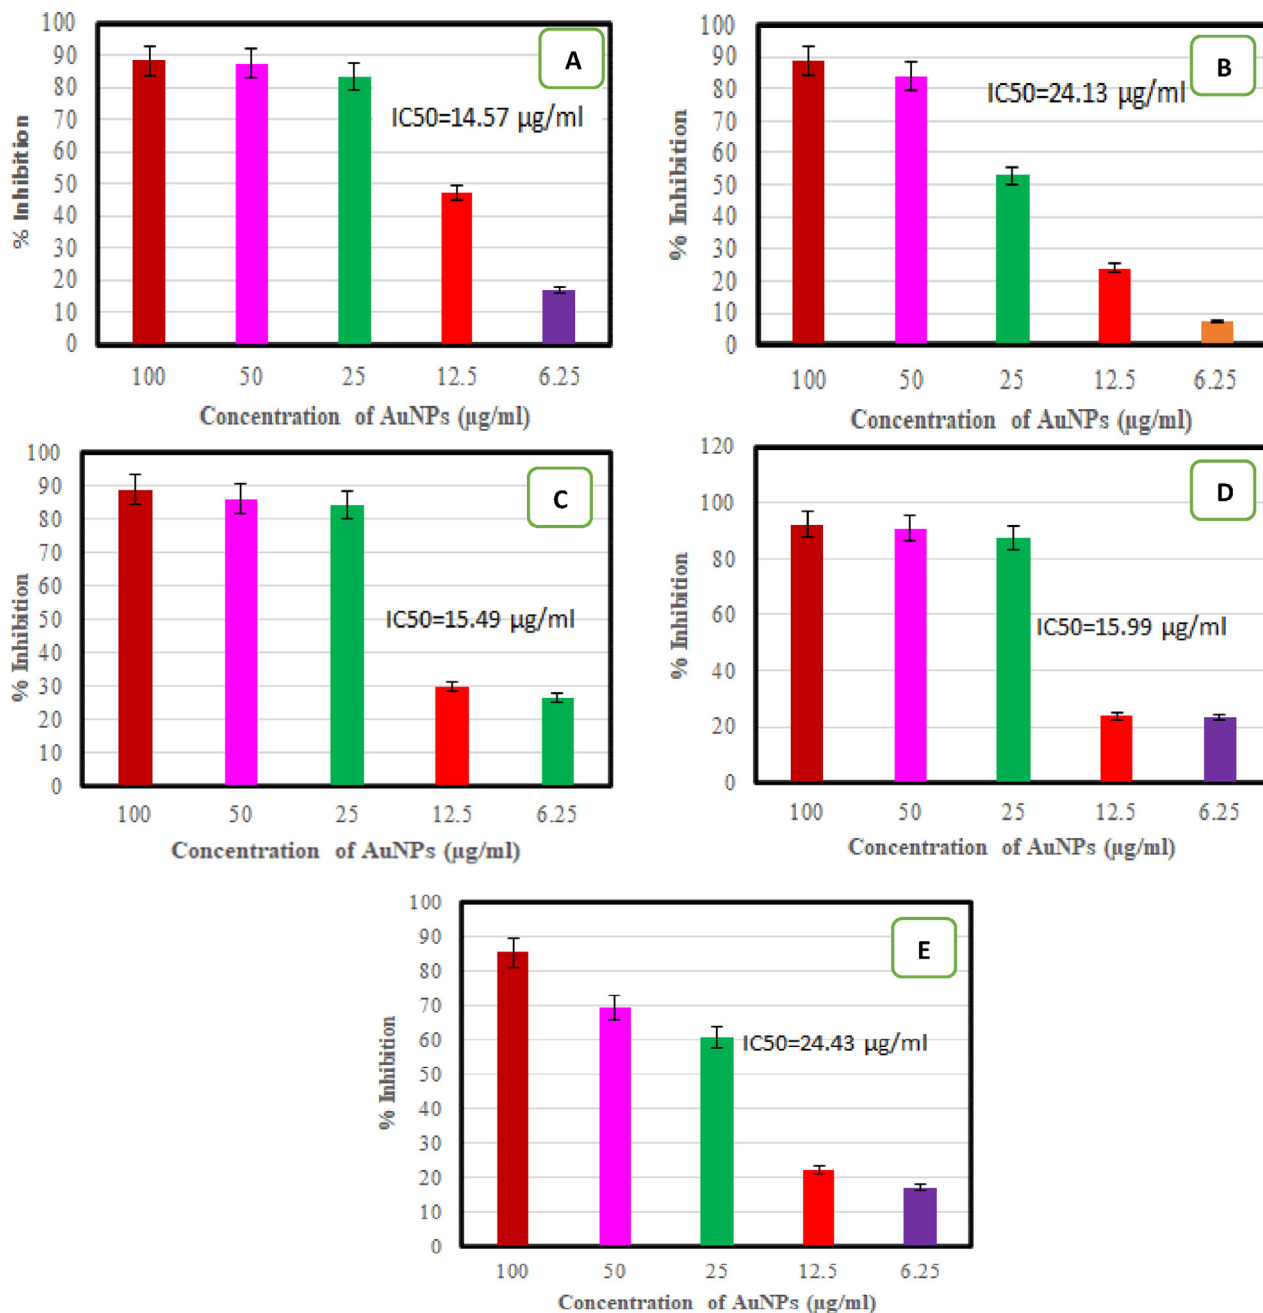 100
90
80
70
60
50
40
30
20
10
0
% Inhibition
A
IC50=14.57 µg/ml
100 50 25 12.5 6.25
Concentration of AuNPs (µg/ml)
100
90
80
70
60
50
40
30
20
10
0
% Inhibition
B
IC50=24.13 µg/ml
100 50 25 12.5 6.25
Concentration of AuNPs (µg/ml)
100
90
80
70
60
50
40
30
20
10
0
% Inhibition
C
IC50=15.49 µg/ml
100 50 25 12.5 6.25
Concentration of AuNPs (µg/ml)
120
100
80
60
40
20
0
% Inhibition
D
IC50=15.99 µg/ml
100 50 25 12.5 6.25
Concentration of AuNPs (µg/ml)
100
90
80
70
60
50
40
30
20
10
0
% Inhibition
E
IC50=24.43 µg/ml
100 50 25 12.5 6.25
Concentration of AuNPs (µg/ml)